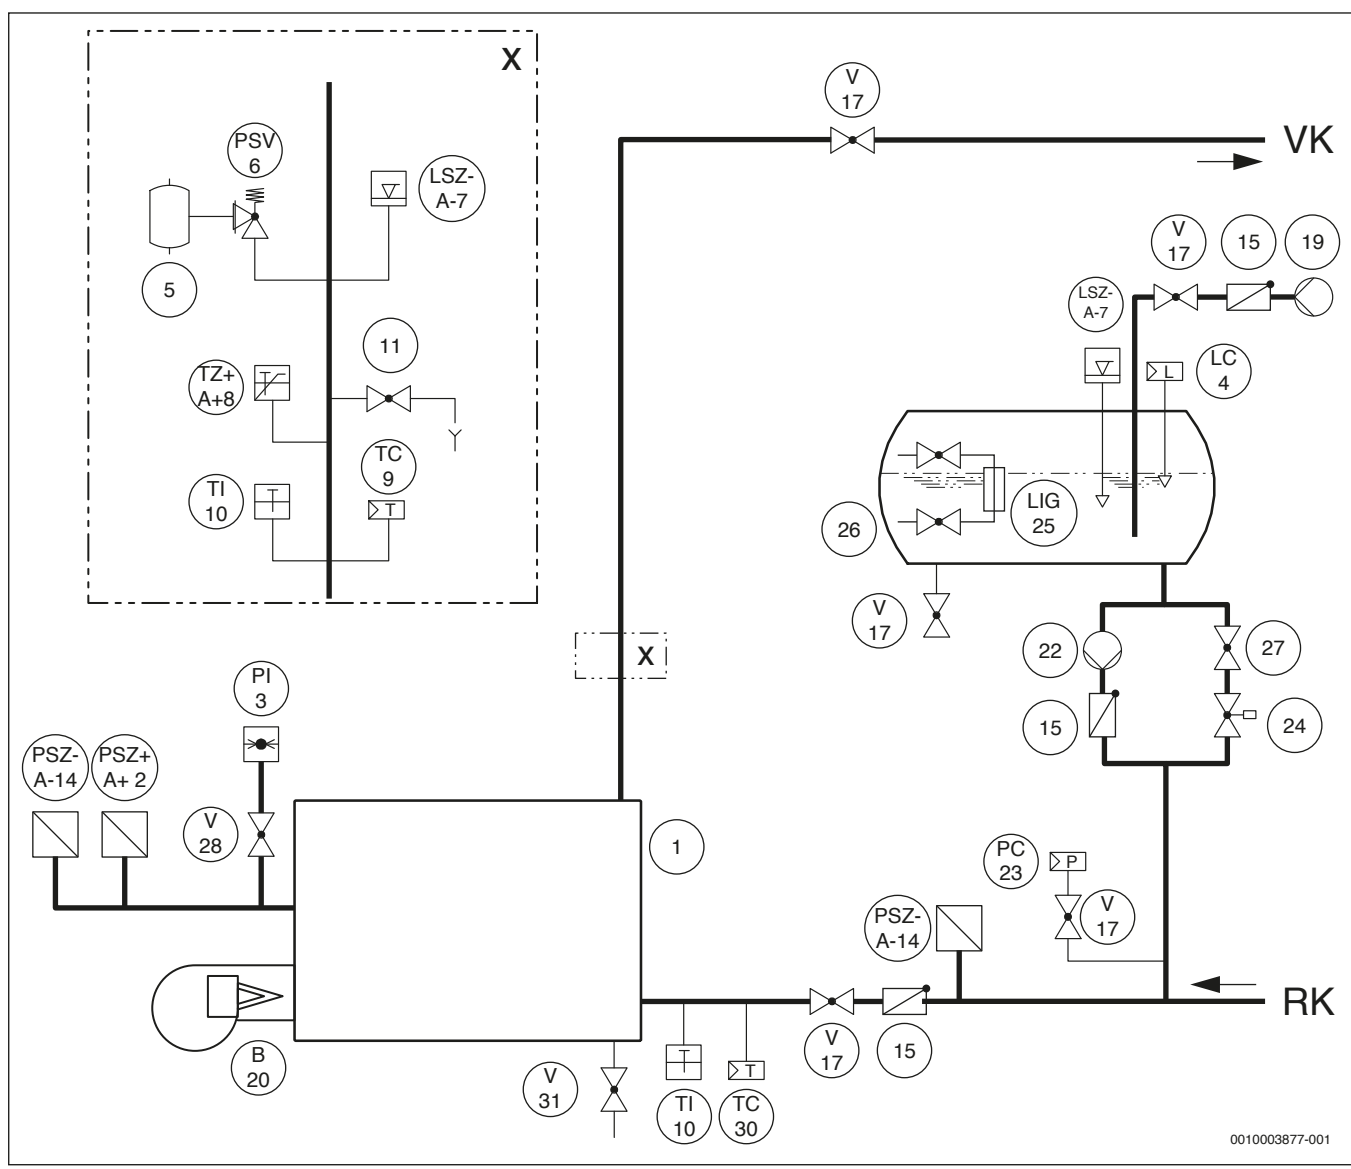 X
PSV
6
LSZ-
A-7
5
11
TZ+
A+8
TC
9
TI
10
T
T
T
V
17
VK
V
17
15
19
LSZ-
A-7
LC
4
L
LIG
25
26
V
17
22
27
15
24
X
PI
3
PSZ-
A-14
PSZ+
A+ 2
V
28
1
PC
23
P
V
17
PSZ-
A-14
RK
B
20
V
31
T
TI
10
T
TC
30
V
17
15
0010003877-001